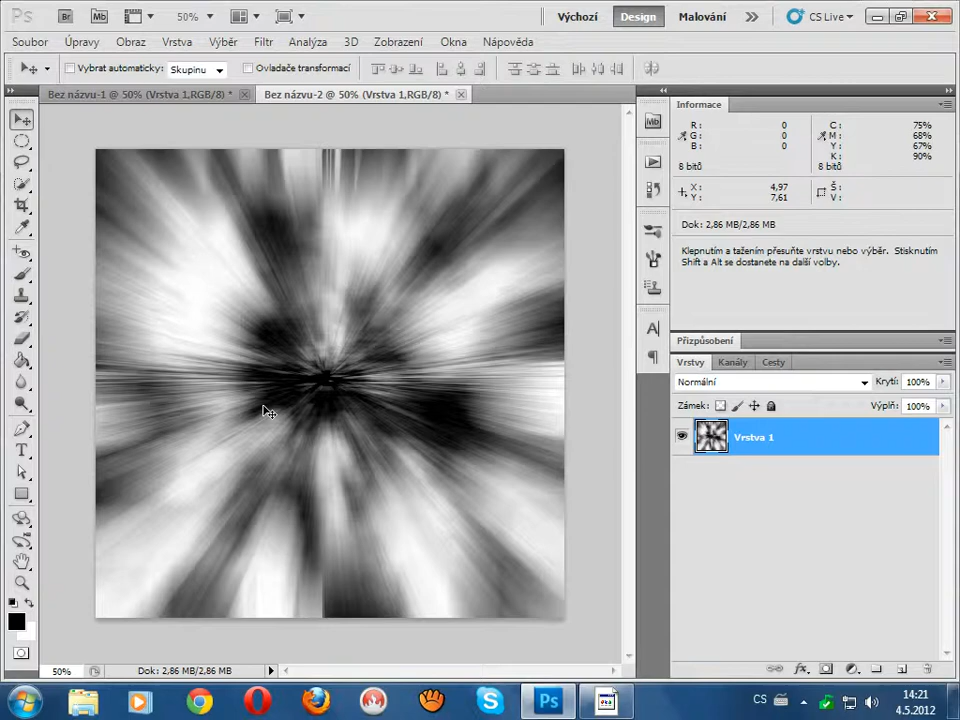 Ps Br Mb 50% Výchozí Design Malování CS Live
Soubor Úpravy Obraz Vrstva Výběr Filtr Analýza 3D Zobrazení Okna Nápověda
Vybrat automaticky: Skupinu Ovladače transformací
Bez názvu-1 @ 50% (Vrstva 1,RGB/8) * Bez názvu-2 @ 50% (Vrstva 1,RGB/8) *
Informace
R: 0 C: 75%
G: 0 M: 68%
B: 0 Y: 67%
K: 90%
8 bitů 8 bitů
X: 4,97 Š:
Y: 7,61 V:
Dok: 2,86 MB/2,86 MB
Klepnutím a tažením přesuňte vrstvu nebo výběr. Stisknutím
Shift a Alt se dostanete na další volby.
Přizpůsobení
Vrstvy Kanály Cesty
Normální Krytí: 100%
Zámek: Výplň: 100%
Vrstva 1
50% Dok: 2,86 MB/2,86 MB
CS 14:21
4.5.2012